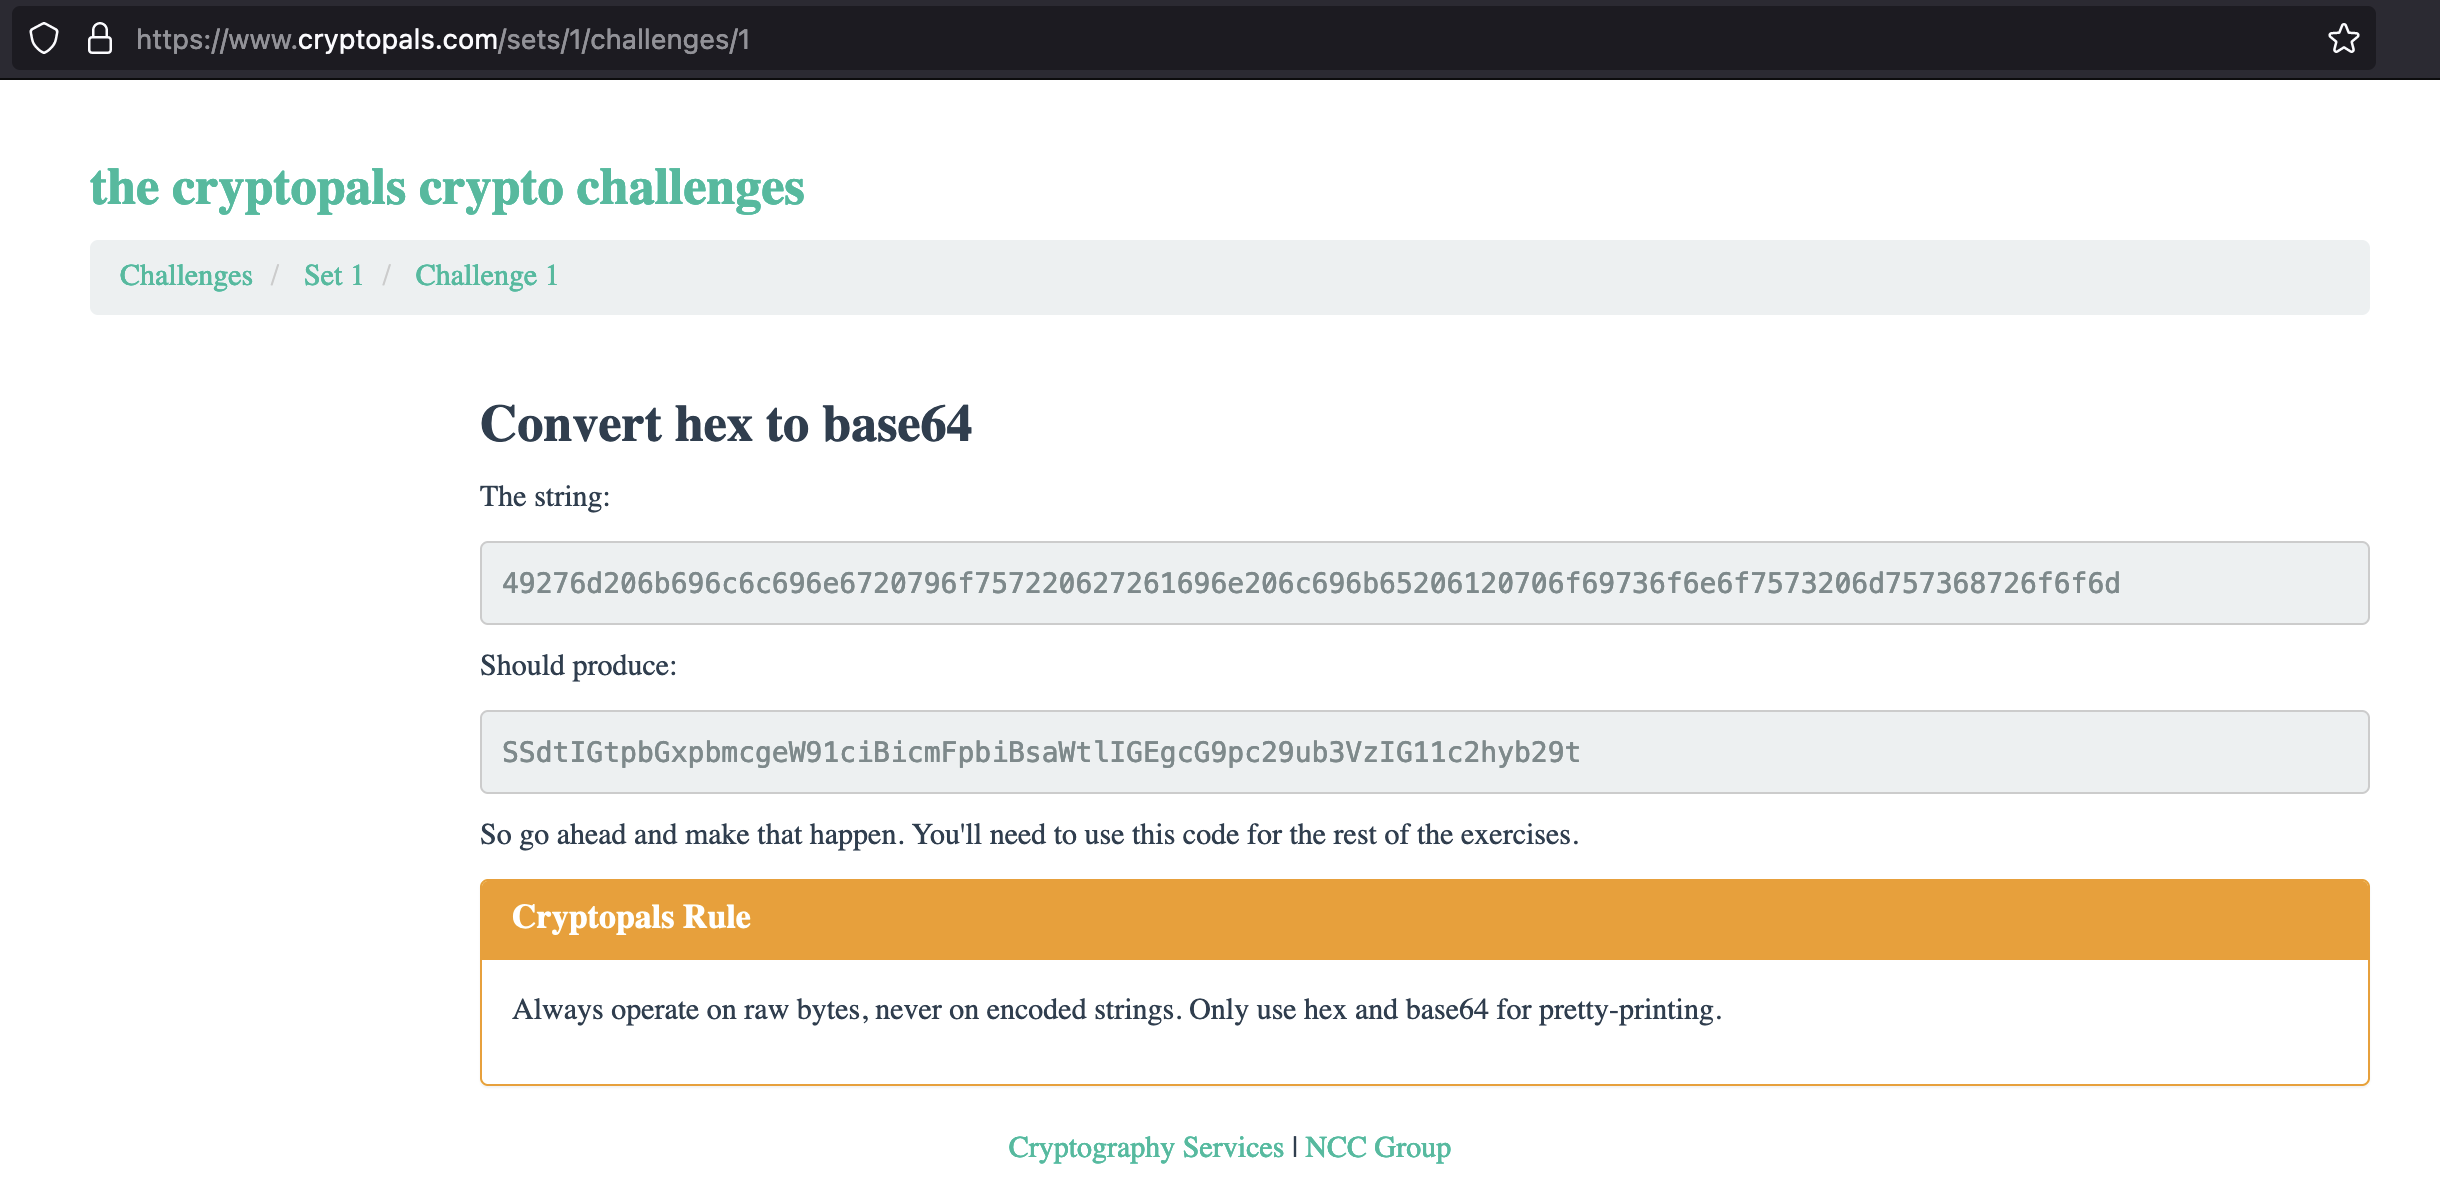 https://www.cryptopals.com/sets/1/challenges/1
the cryptopals crypto challenges
Challenges / Set 1 / Challenge 1
Convert hex to base64
The string:
49276d206b696c6c696e6720796f757220627261696e206c696b65206120706f69736f6e6f7573206d757368726f6f6d
Should produce:
SSdtIGtpbGxpbmcgeW91ciBicmFpbiBsaWtlIGEgcG9pc29ub3VzIG11c2hyb29t
So go ahead and make that happen. You'll need to use this code for the rest of the exercises.
Cryptopals Rule
Always operate on raw bytes, never on encoded strings. Only use hex and base64 for pretty-printing.
Cryptography Services | NCC Group